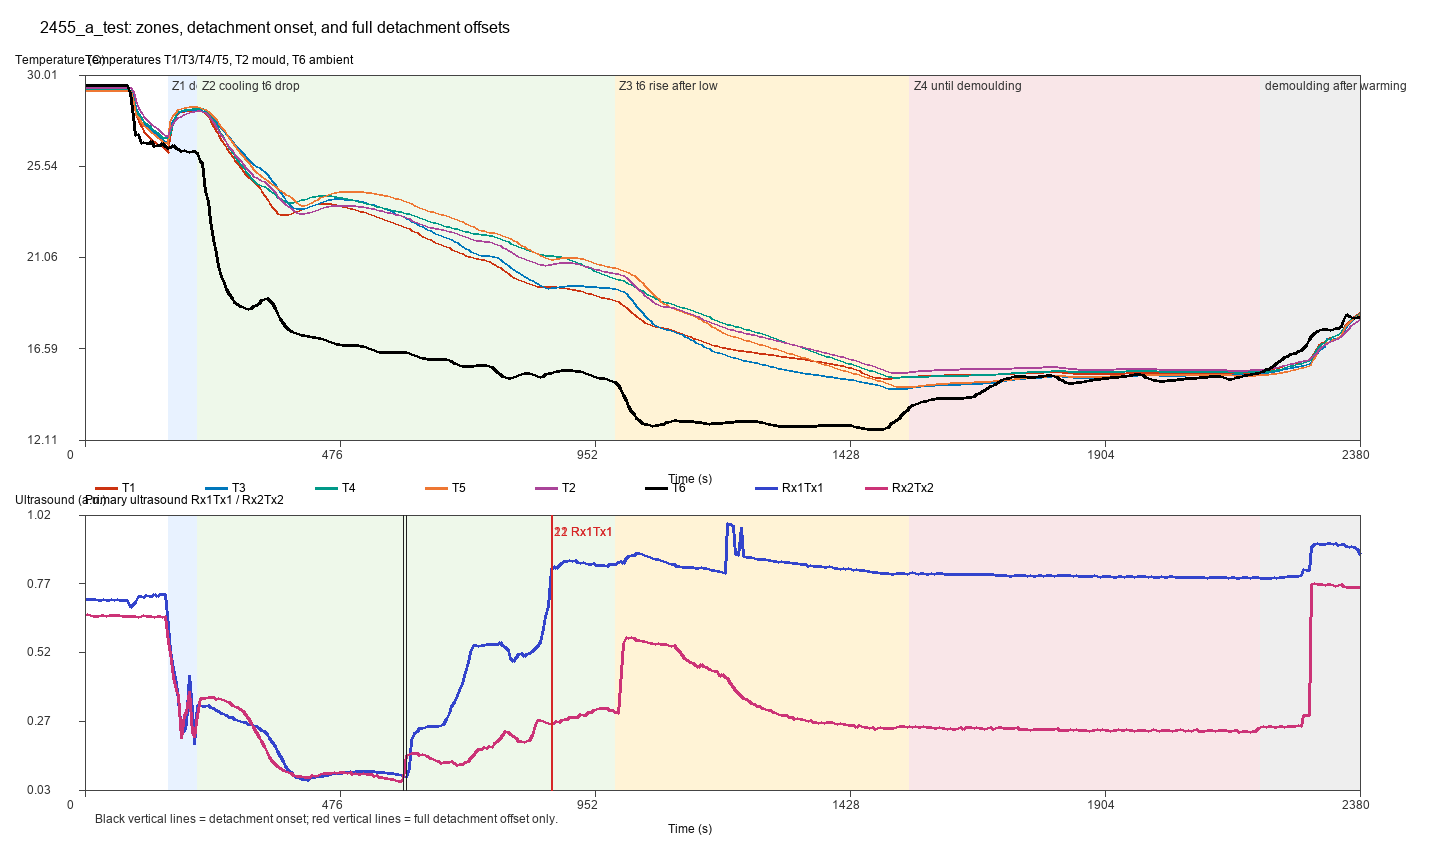 2455_a_test: zones, detachment onset, and full detachment offsets
Temperatures T1/T3/T4/T5, T2 mould, T6 ambient
Temperature (C)
30.01
25.54
21.06
16.59
12.11
Z1 d
Z2 cooling t6 drop
Z3 t6 rise after low
Z4 until demoulding
demoulding after warming
0
476
952
1428
1904
2380
Time (s)
T1
T3
T4
T5
T2
T6
Rx1Tx1
Rx2Tx2
Primary ultrasound Rx1Tx1 / Rx2Tx2
1.02
0.77
0.52
0.27
0.03
Rx1Tx1
0
476
952
1428
1904
2380
Time (s)
Black vertical lines = detachment onset; red vertical lines = full detachment offset only.